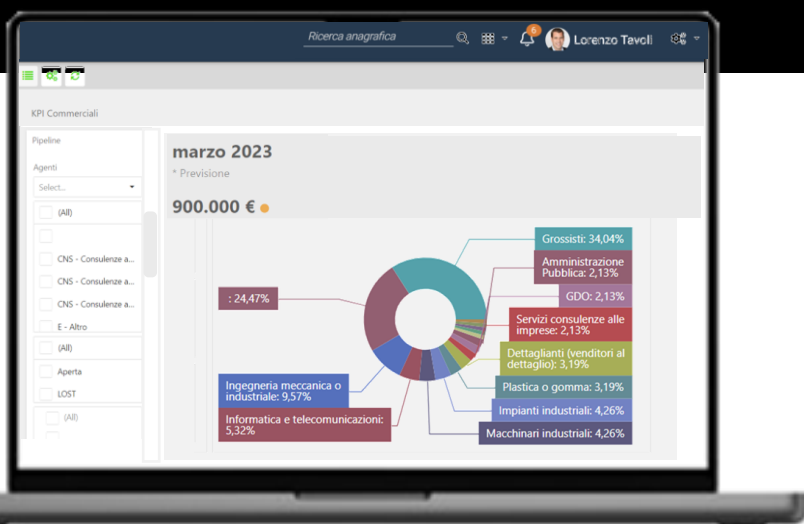 Ricerca anagrafica
6
Lorenzo Tevoli
KPI Commerciali
Pipeline
Agenti
Select...
(All)
CNS - Consulenze a...
CNS - Consulenze a...
CNS - Consulenze a...
E - Altro
(All)
Aperta
LOST
(All)
marzo 2023
* Previsione
900.000 €
Grossisti: 34,04%
Amministrazione
Pubblica: 2,13%
GDO: 2,13%
Servizi consulenze alle
imprese: 2,13%
Dettaglianti (venditori al
dettaglio): 3,19%
Plastica o gomma: 3,19%
Impianti industriali: 4,26%
Macchinari industriali: 4,26%
: 24,47%
Ingegneria meccanica o
industriale: 9,57%
Informatica e telecomunicazioni:
5,32%